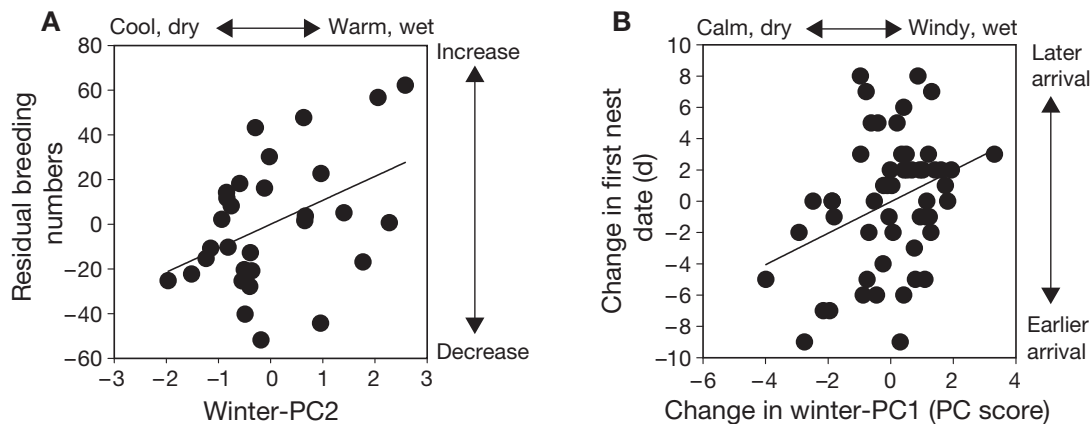 A
Cool, dry
Warm, wet
80
60
40
20
0
−20
−40
−60
−3
−2
−1
0
1
2
3
Residual breeding
numbers
Winter-PC2
Increase
Decrease
B
Calm, dry
Windy, wet
10
8
6
4
2
0
−2
−4
−6
−8
−10
−6
−4
−2
0
2
4
Change in first nest
date (d)
Change in winter-PC1 (PC score)
Later
arrival
Earlier
arrival